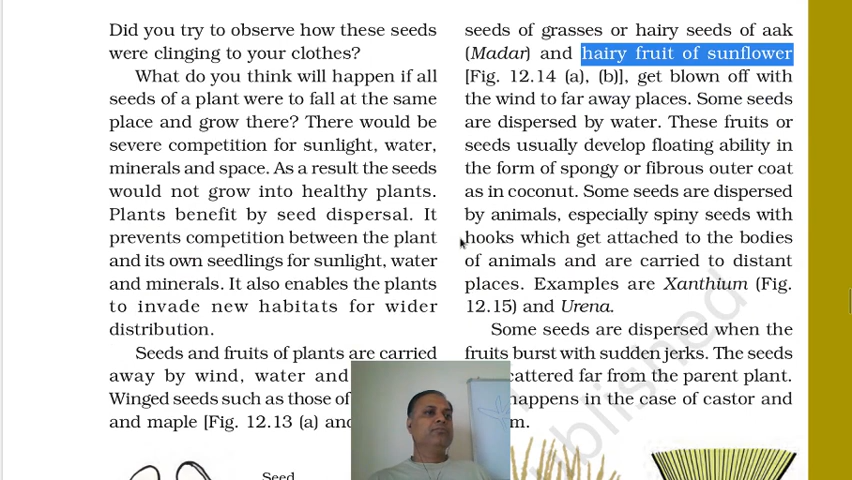 Did you try to observe how these seeds
were clinging to your clothes?
What do you think will happen if all
seeds of a plant were to fall at the same
place and grow there? There would be
severe competition for sunlight, water,
minerals and space. As a result the seeds
would not grow into healthy plants.
Plants benefit by seed dispersal. It
prevents competition between the plant
and its own seedlings for sunlight, water
and minerals. It also enables the plants
to invade new habitats for wider
distribution.
Seeds and fruits of plants are carried
away by wind, water and
Winged seeds such as those of
and maple [Fig. 12.13 (a) and
Seed
seeds of grasses or hairy seeds of aak
(Madar) and hairy fruit of sunflower
[Fig. 12.14 (a), (b)], get blown off with
the wind to far away places. Some seeds
are dispersed by water. These fruits or
seeds usually develop floating ability in
the form of spongy or fibrous outer coat
as in coconut. Some seeds are dispersed
by animals, especially spiny seeds with
hooks which get attached to the bodies
of animals and are carried to distant
places. Examples are Xanthium (Fig.
12.15) and Urena.
Some seeds are dispersed when the
fruits burst with sudden jerks. The seeds
cattered far from the parent plant.
happens in the case of castor and
m.
blished